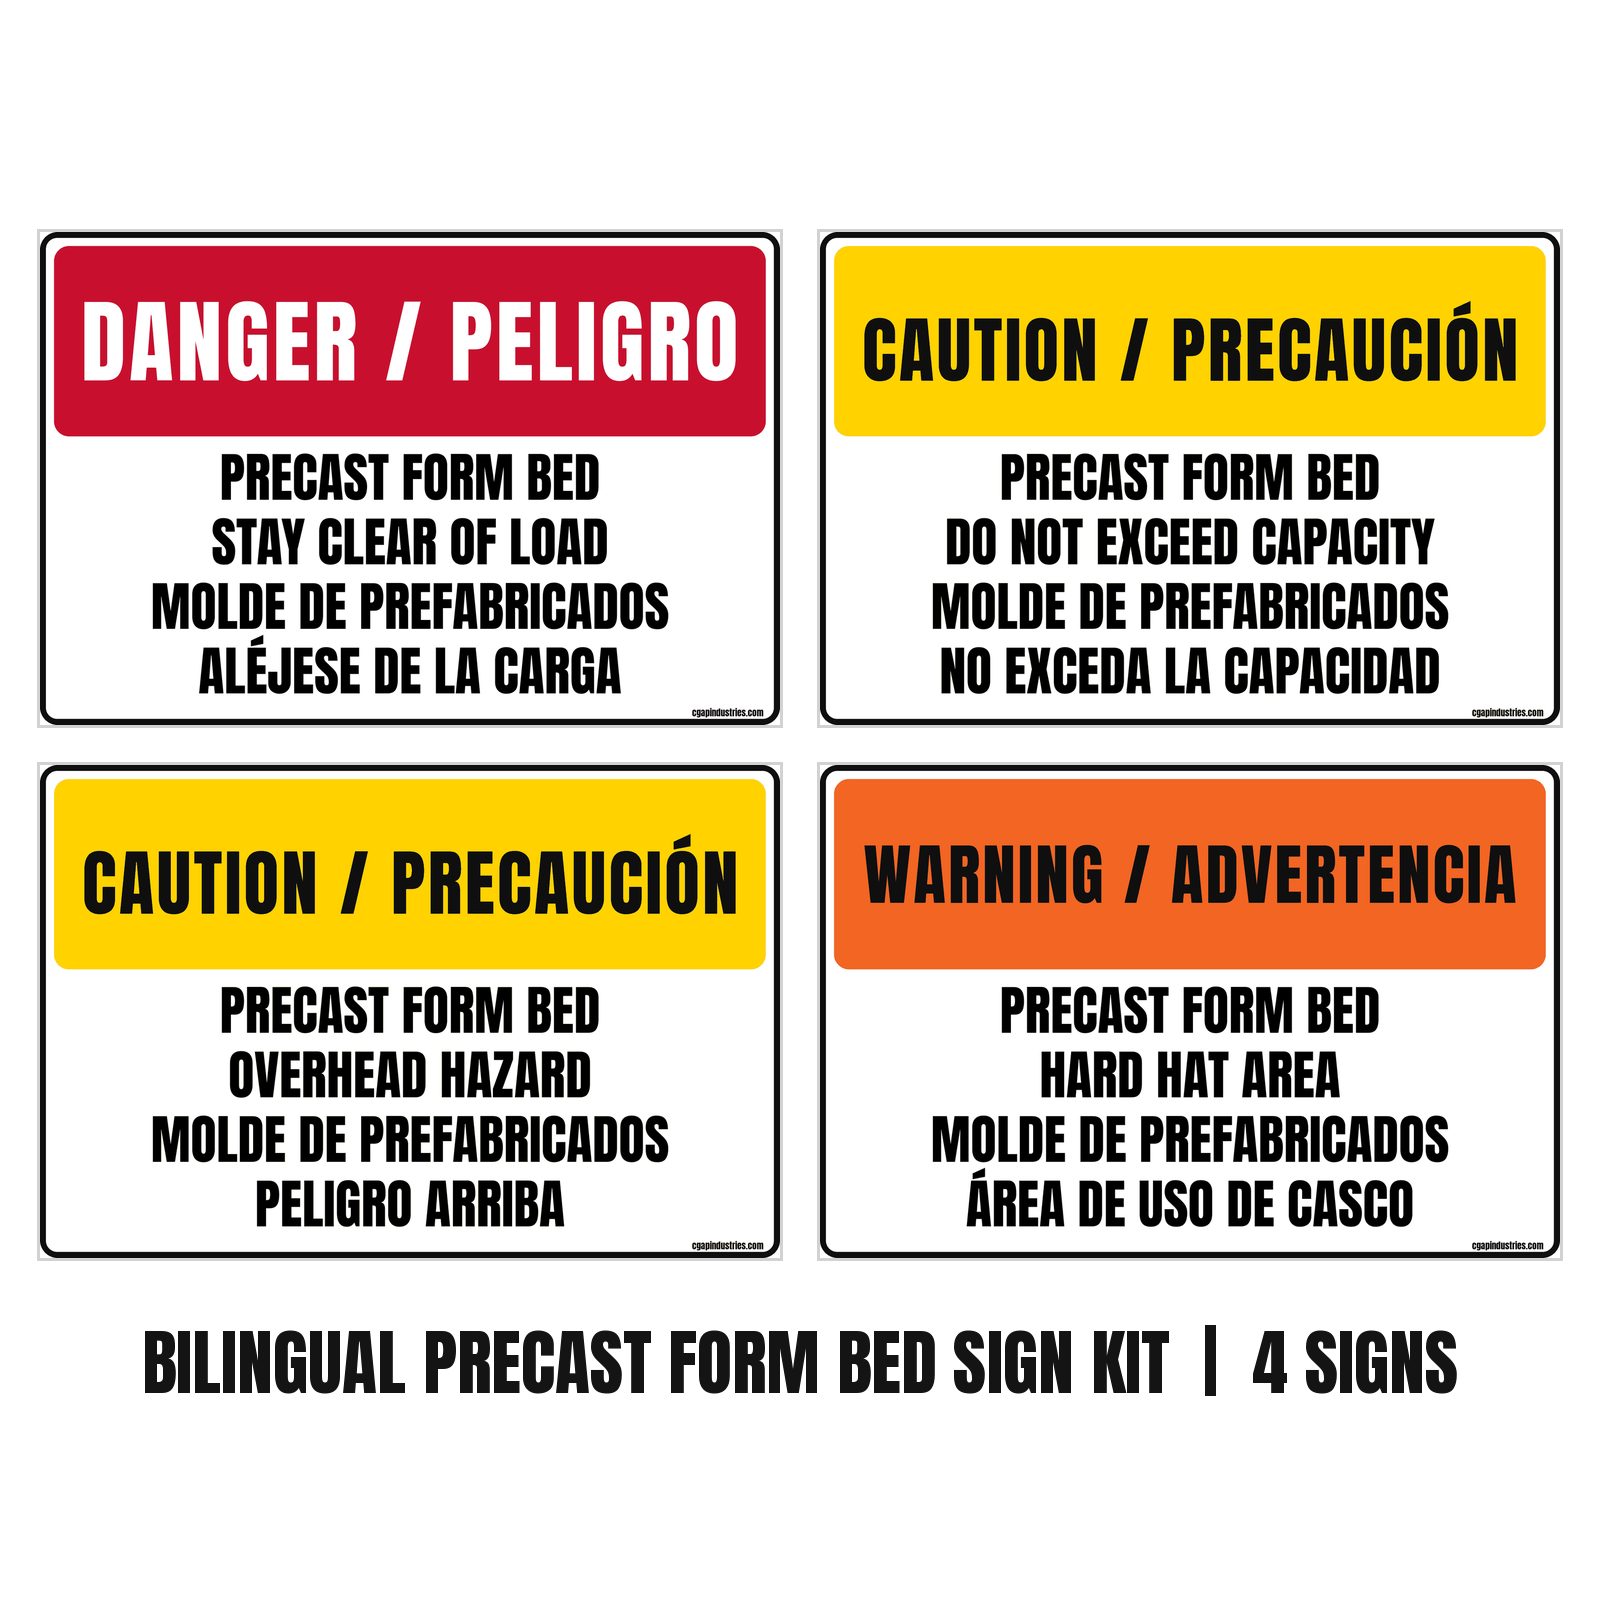 DANGER / PELIGRO
PRECAST FORM BED
STAY CLEAR OF LOAD
MOLDE DE PREFABRICADOS
ALÉJESE DE LA CARGA
cgapindustries.com
CAUTION / PRECAUCIÓN
PRECAST FORM BED
DO NOT EXCEED CAPACITY
MOLDE DE PREFABRICADOS
NO EXCEDA LA CAPACIDAD
cgapindustries.com
CAUTION / PRECAUCIÓN
PRECAST FORM BED
OVERHEAD HAZARD
MOLDE DE PREFABRICADOS
PELIGRO ARRIBA
cgapindustries.com
WARNING / ADVERTENCIA
PRECAST FORM BED
HARD HAT AREA
MOLDE DE PREFABRICADOS
ÁREA DE USO DE CASCO
cgapindustries.com
BILINGUAL PRECAST FORM BED SIGN KIT | 4 SIGNS